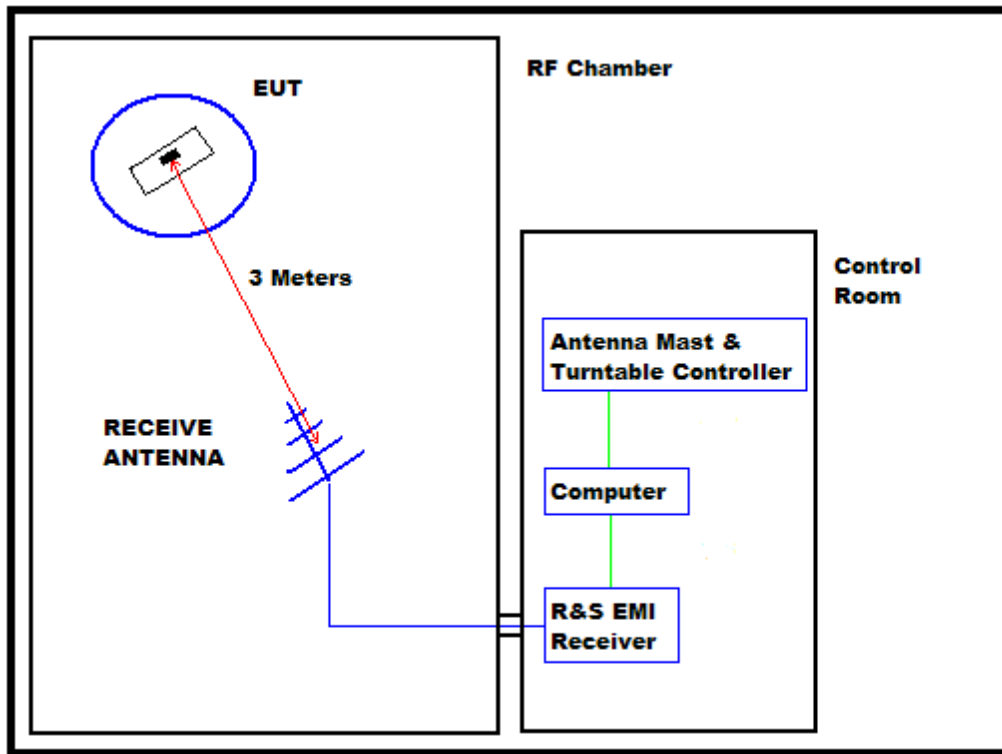 EUT
RF Chamber
3 Meters
RECEIVE
ANTENNA
Control
Room
Antenna Mast &
Turntable Controller
Computer
R&S EMI
Receiver